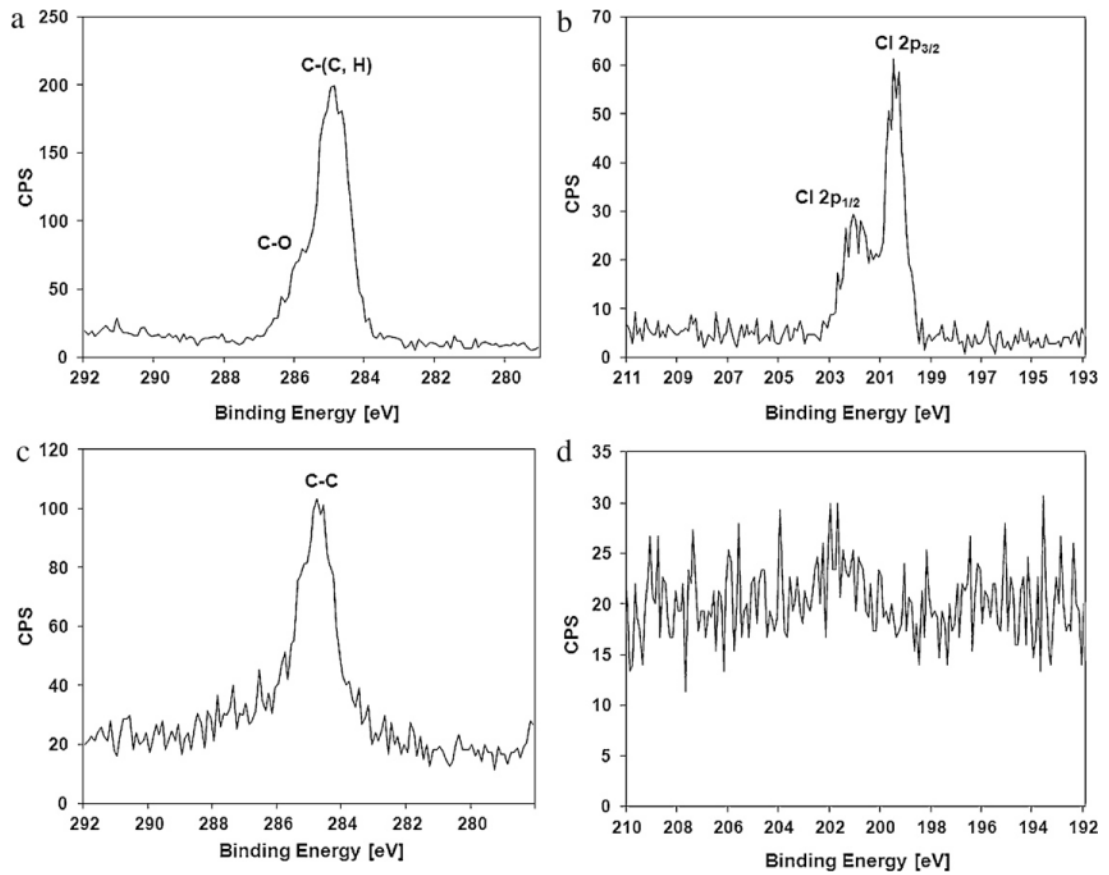 a
250
200
150
100
50
0
CPS
C-(C, H)
C-O
292 290 288 286 284 282 280
Binding Energy [eV]
b
70
60
50
40
30
20
10
0
CPS
Cl 2p3/2
Cl 2p1/2
211 209 207 205 203 201 199 197 195 193
Binding Energy [eV]
c
120
100
80
60
40
20
0
CPS
C-C
292 290 288 286 284 282 280
Binding Energy [eV]
d
35
30
25
20
15
10
5
0
CPS
210 208 206 204 202 200 198 196 194 192
Binding Energy [eV]